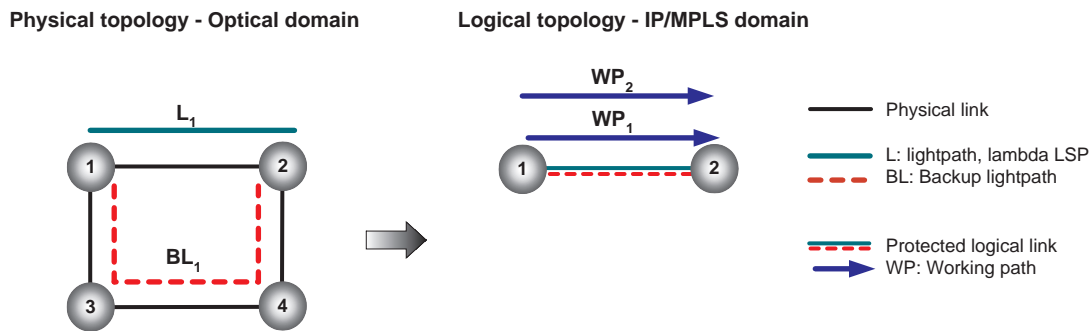 Physical topology - Optical domain
Logical topology - IP/MPLS domain
L1
1
2
BL1
3
4
WP2
WP1
1
2
Physical link
L: lightpath, lambda LSP
BL: Backup lightpath
Protected logical link
WP: Working path